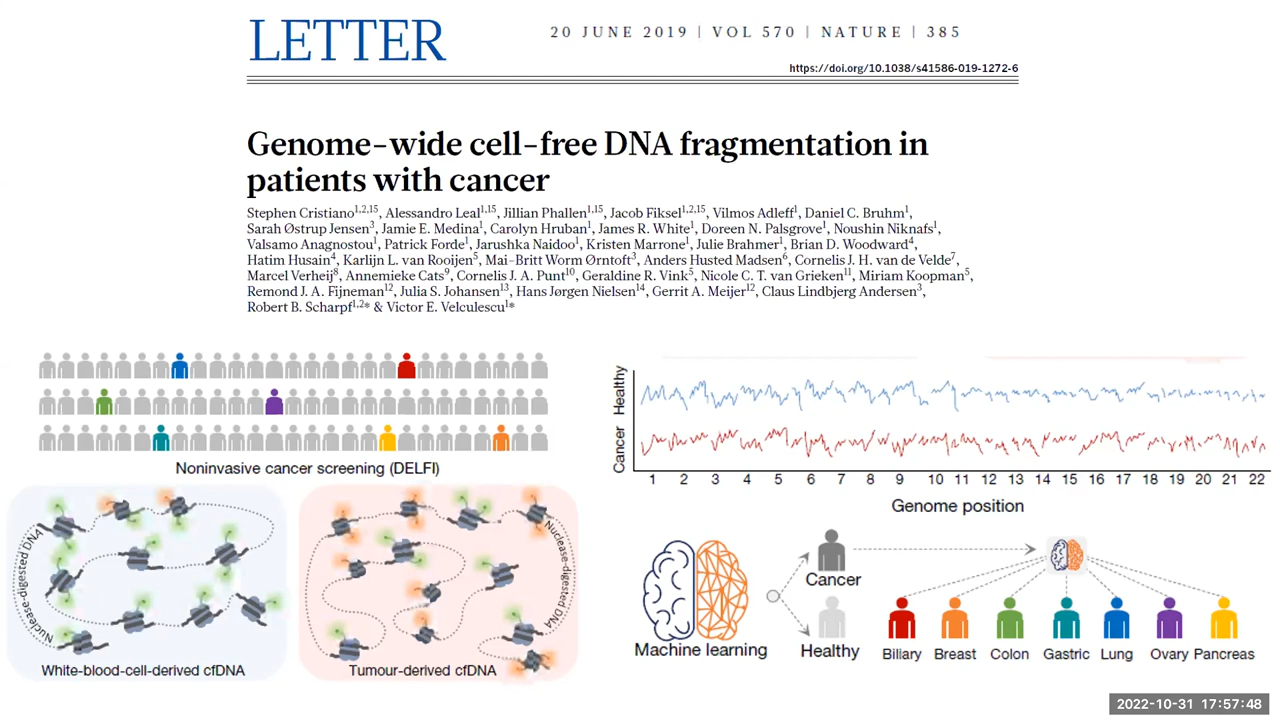 LETTER
20 JUNE 2019 | VOL 570 | NATURE | 385
https://doi.org/10.1038/s41586-019-1272-6
Genome-wide cell-free DNA fragmentation in
patients with cancer
Stephen Cristiano1,2,15, Alessandro Leal1,15, Jillian Phallen1,15, Jacob Fiksel1,2,15, Vilmos Adleff1, Daniel C. Bruhm1,
Sarah Østrup Jensen3, Jamie E. Medina1, Carolyn Hruban1, James R. White1, Doreen N. Palsgrove1, Noushin Niknafs1,
Valsamo Anagnostou1, Patrick Forde1, Jarushka Naidoo1, Kristen Marrone1, Julie Brahmer1, Brian D. Woodward4,
Hatim Husain4, Karlijn L. van Rooijen5, Mai-Britt Worm Ørntoft3, Anders Husted Madsen6, Cornelis J. H. van de Velde7,
Marcel Verheij8, Annemieke Cats9, Cornelis J. A. Punt10, Geraldine R. Vink5, Nicole C. T. van Grieken11, Miriam Koopman5,
Remond J. A. Fijneman12, Julia S. Johansen13, Hans Jørgen Nielsen14, Gerrit A. Meijer12, Claus Lindbjerg Andersen3,
Robert B. Scharpf1,2* & Victor E. Velculescu1*
Noninvasive cancer screening (DELFI)
Nuclease-digested DNA
White-blood-cell-derived cfDNA
Nuclease-digested DNA
Tumour-derived cfDNA
Healthy
Cancer
1 2 3 4 5 6 7 8 9 10 11 12 13 14 15 16 17 18 19 20 21 22
Genome position
Machine learning
Cancer
Healthy
Biliary Breast Colon Gastric Lung Ovary Pancreas
2022-10-31 17:57:48